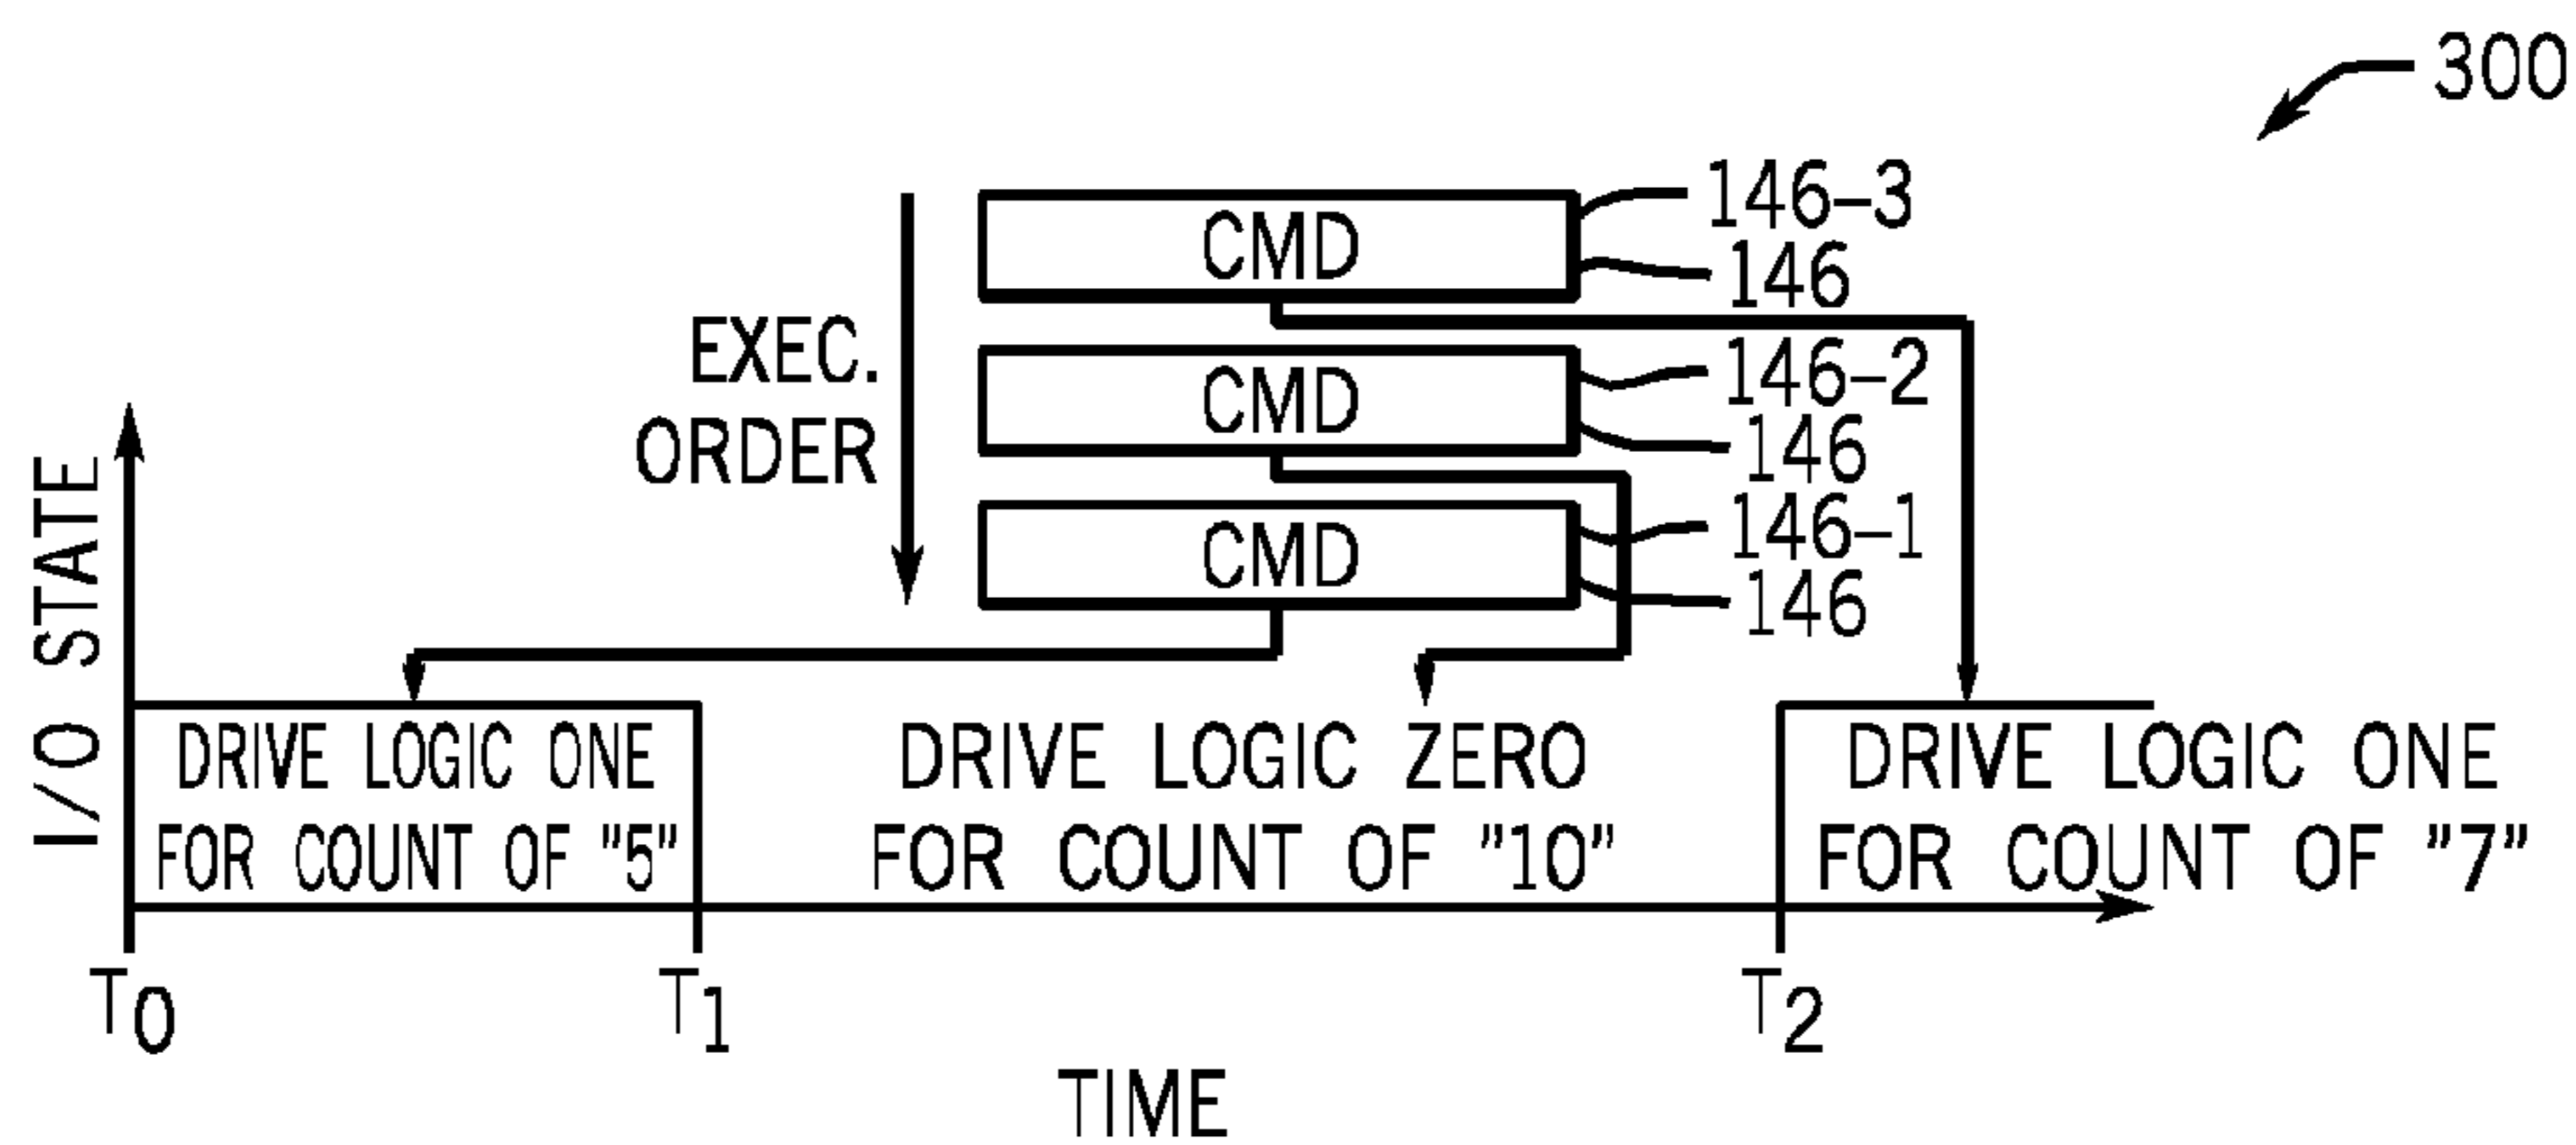 300
CMD
146-3
146
EXEC.
ORDER
CMD
146-2
146
CMD
146-1
146
I/O STATE
DRIVE LOGIC ONE
FOR COUNT OF "5"
DRIVE LOGIC ZERO
FOR COUNT OF "10"
DRIVE LOGIC ONE
FOR COUNT OF "7"
T0
T1
T2
TIME